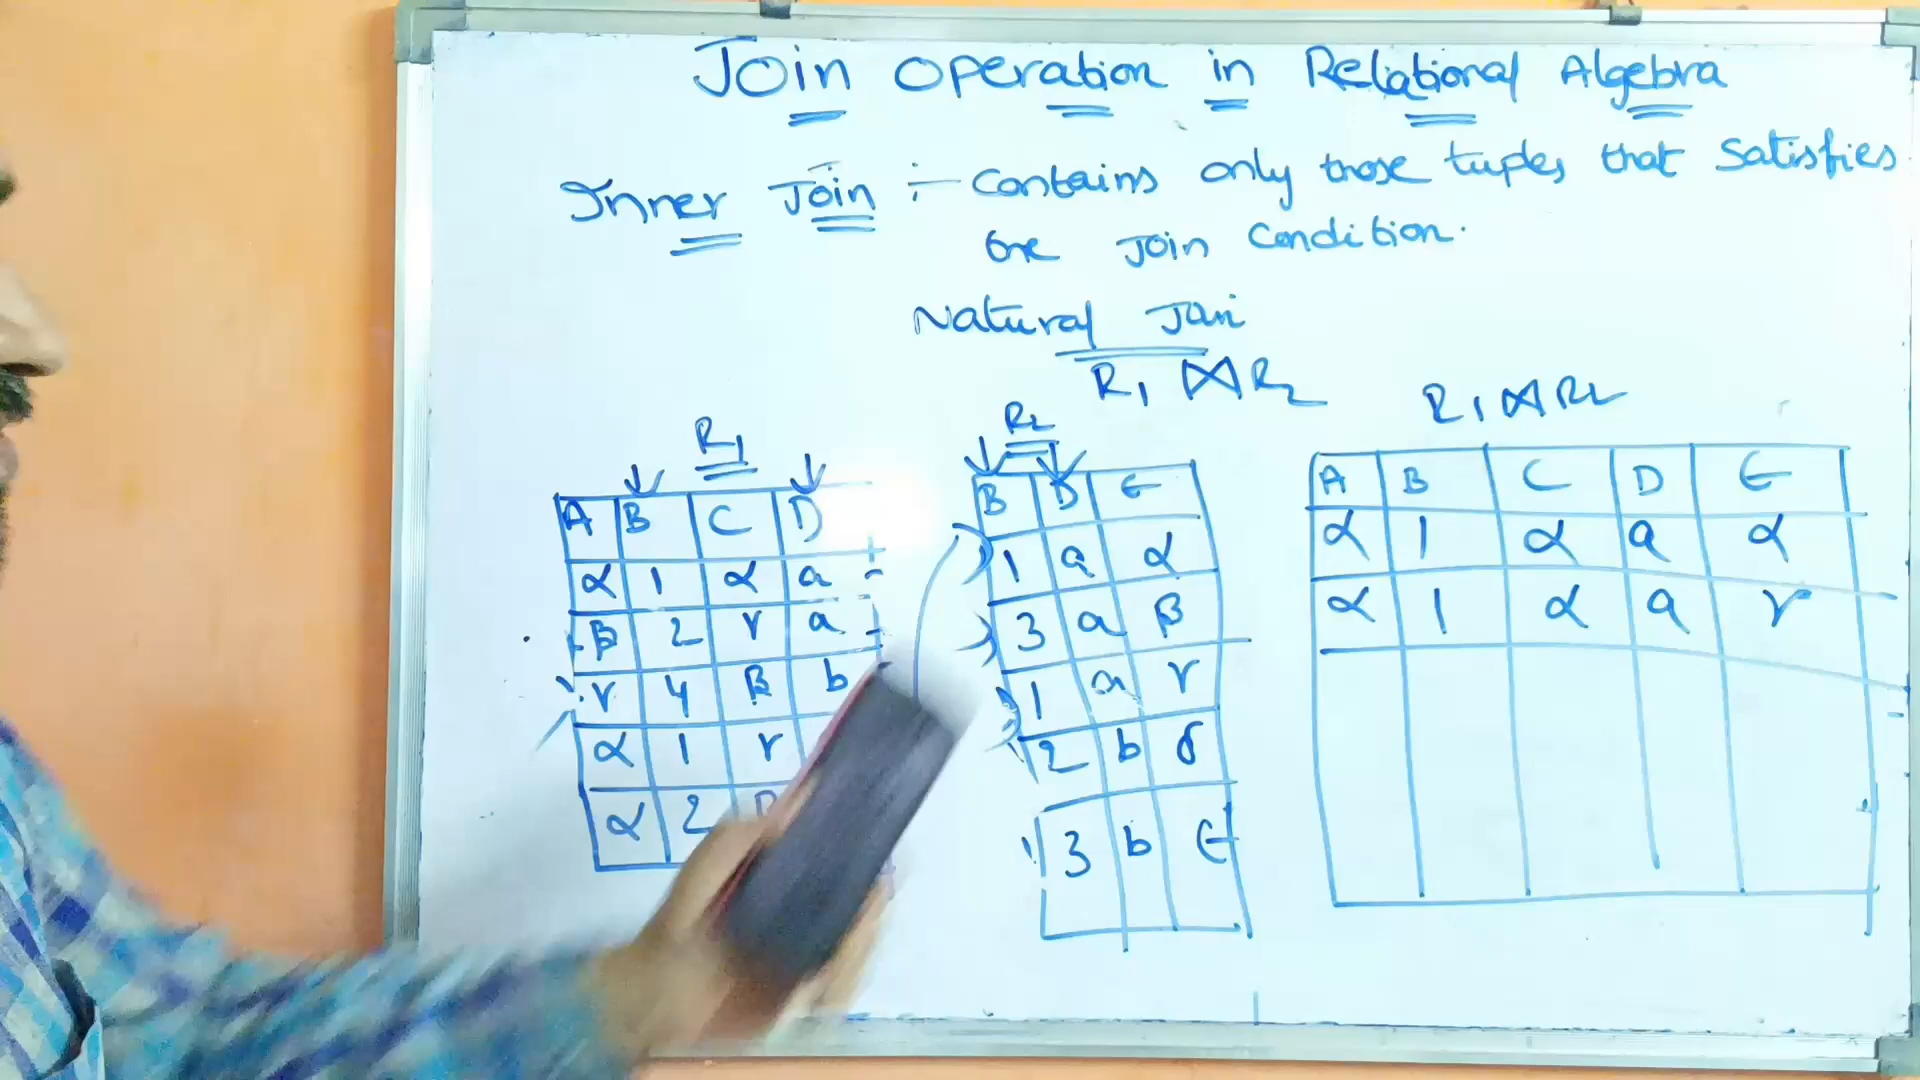 Join Operation in Relational Algebra
Inner Join :- Contains only those tuples that Satisfies
the Join Condition.
Natural Join
R1 ⋈ R2
R1
A B C D
α 1 α a
β 2 γ a
γ 4 β b
α 1 γ
α 2
R2
B D E
1 a α
3 a β
1 a γ
2 b δ
3 b ∈
R1 ⋈ R2
A B C D E
α 1 α a α
α 1 α a γ